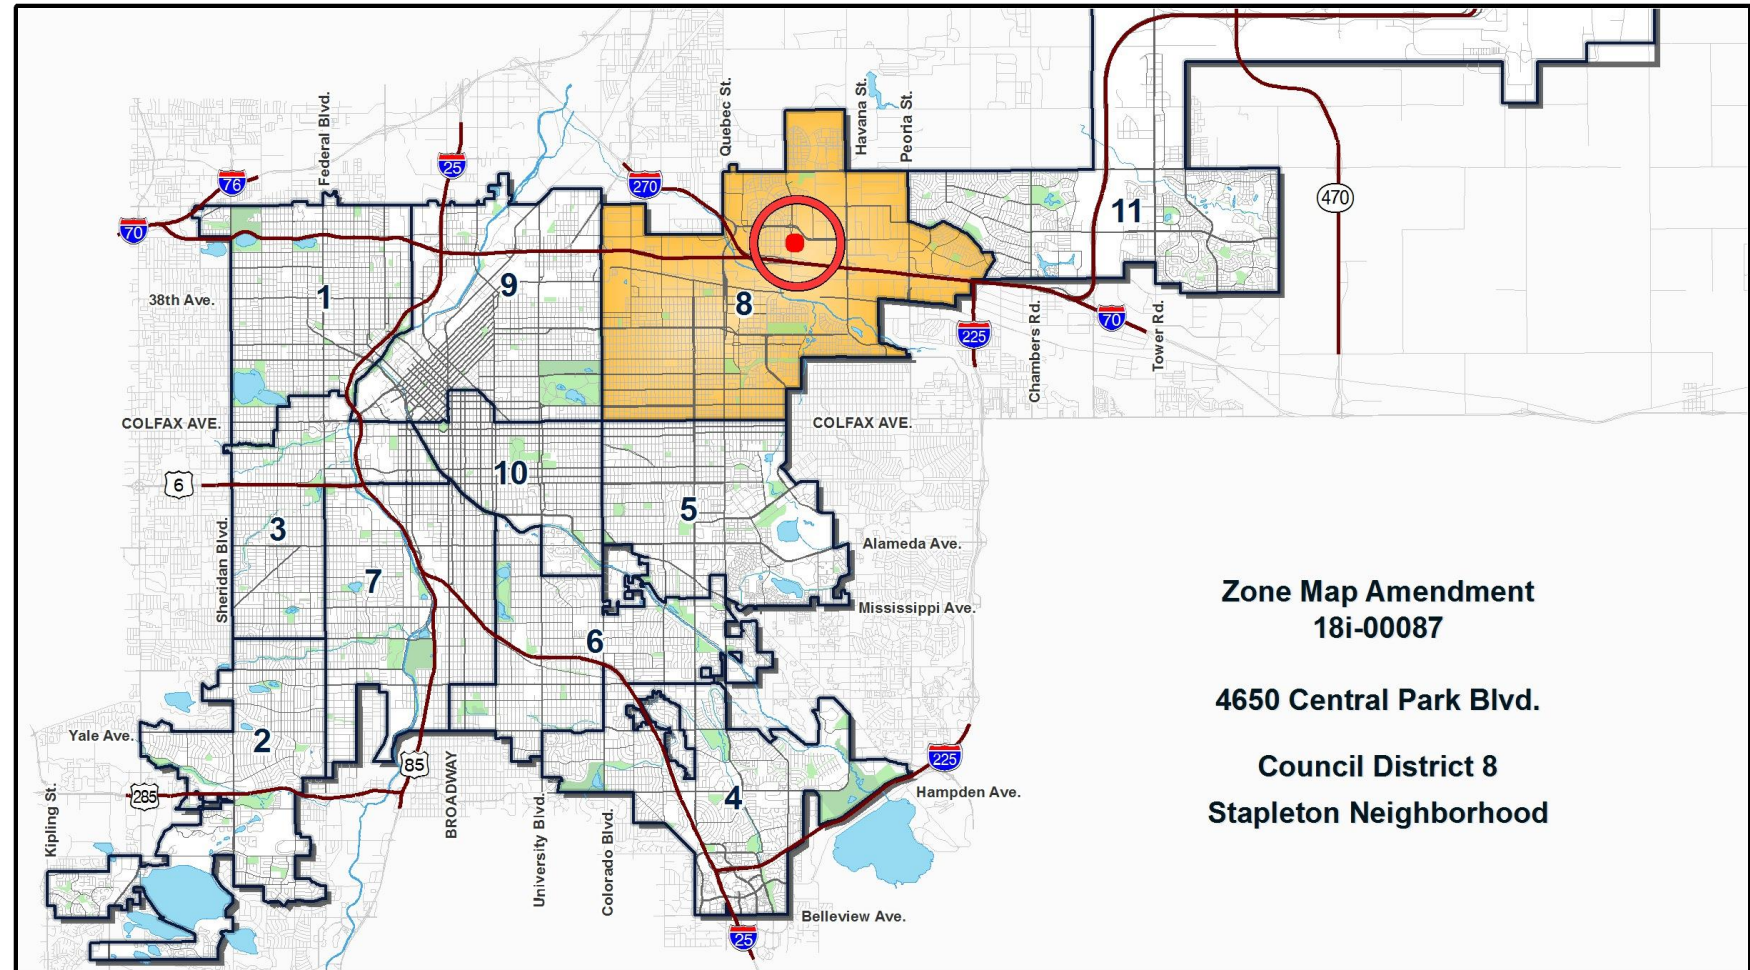 Quebec St.
Havana St.
Peoria St.
Federal Blvd.
25
76
270
470
70
11
9
38th Ave.
1
8
70
225
Chambers Rd.
Tower Rd.
COLFAX AVE.
COLFAX AVE.
10
6
5
3
Sheridan Blvd.
Alameda Ave.
7
Mississippi Ave.
6
Zone Map Amendment
18i-00087
4650 Central Park Blvd.
Council District 8
Stapleton Neighborhood
Yale Ave.
2
85
225
285
4
Hampden Ave.
Kipling St.
BROADWAY
University Blvd.
Colorado Blvd.
Belleview Ave.
25